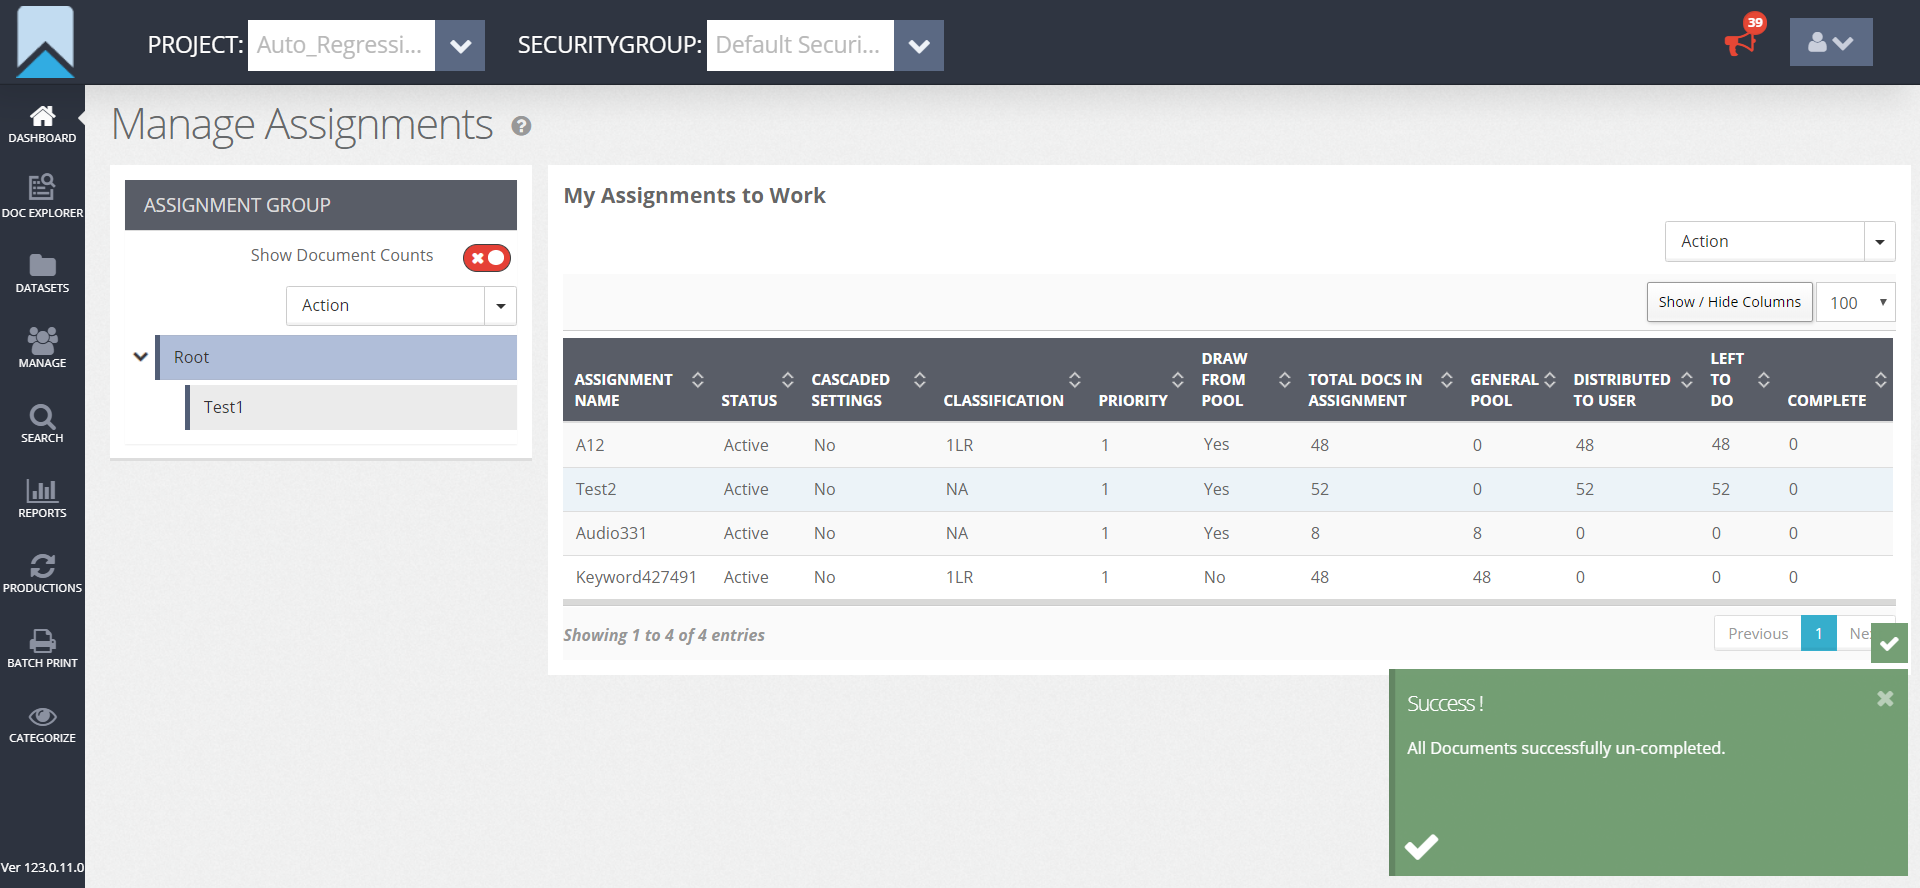 PROJECT: Auto_Regressi... SECURITYGROUP: Default Securi... 39
DASHBOARD
DOC EXPLORER
DATASETS
MANAGE
SEARCH
REPORTS
PRODUCTIONS
BATCH PRINT
CATEGORIZE
Ver 123.0.11.0
Manage Assignments ?
ASSIGNMENT GROUP
Show Document Counts
Action
Root
Test1
My Assignments to Work
Action
Show / Hide Columns 100
ASSIGNMENT NAME STATUS CASCADED SETTINGS CLASSIFICATION PRIORITY DRAW FROM POOL TOTAL DOCS IN ASSIGNMENT GENERAL POOL DISTRIBUTED TO USER LEFT TO DO COMPLETE
A12 Active No 1LR 1 Yes 48 0 48 48 0
Test2 Active No NA 1 Yes 52 0 52 52 0
Audio331 Active No NA 1 Yes 8 8 0 0 0
Keyword427491 Active No 1LR 1 No 48 48 0 0 0
Showing 1 to 4 of 4 entries
Previous 1
Success !
All Documents successfully un-completed.